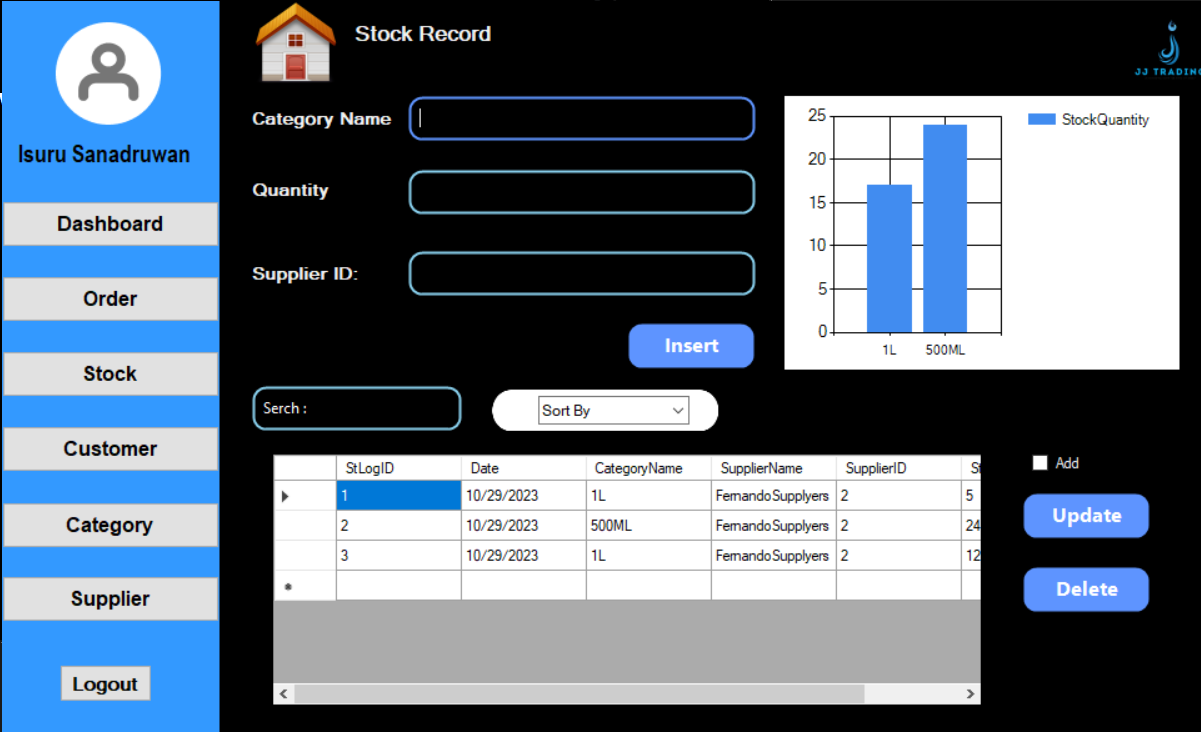 Isuru Sanadruwan
Dashboard
Order
Stock
Customer
Category
Supplier
Logout
Stock Record
JJ TRADING
Category Name
Quantity
Supplier ID:
Insert
25
20
15
10
5
0
1L 500ML
StockQuantity
Serch :
Sort By
StLogID Date CategoryName SupplierName SupplierID St
1 10/29/2023 1L FernandoSupplyers 2 5
2 10/29/2023 500ML FernandoSupplyers 2 24
3 10/29/2023 1L FernandoSupplyers 2 12
Add
Update
Delete